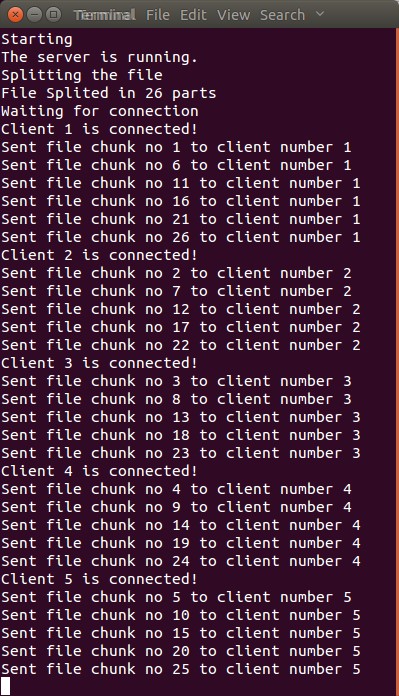 Terminal File Edit View Search
Starting
The server is running.
Splitting the file
File Splited in 26 parts
Waiting for connection
Client 1 is connected!
Sent file chunk no 1 to client number 1
Sent file chunk no 6 to client number 1
Sent file chunk no 11 to client number 1
Sent file chunk no 16 to client number 1
Sent file chunk no 21 to client number 1
Sent file chunk no 26 to client number 1
Client 2 is connected!
Sent file chunk no 2 to client number 2
Sent file chunk no 7 to client number 2
Sent file chunk no 12 to client number 2
Sent file chunk no 17 to client number 2
Sent file chunk no 22 to client number 2
Client 3 is connected!
Sent file chunk no 3 to client number 3
Sent file chunk no 8 to client number 3
Sent file chunk no 13 to client number 3
Sent file chunk no 18 to client number 3
Sent file chunk no 23 to client number 3
Client 4 is connected!
Sent file chunk no 4 to client number 4
Sent file chunk no 9 to client number 4
Sent file chunk no 14 to client number 4
Sent file chunk no 19 to client number 4
Sent file chunk no 24 to client number 4
Client 5 is connected!
Sent file chunk no 5 to client number 5
Sent file chunk no 10 to client number 5
Sent file chunk no 15 to client number 5
Sent file chunk no 20 to client number 5
Sent file chunk no 25 to client number 5